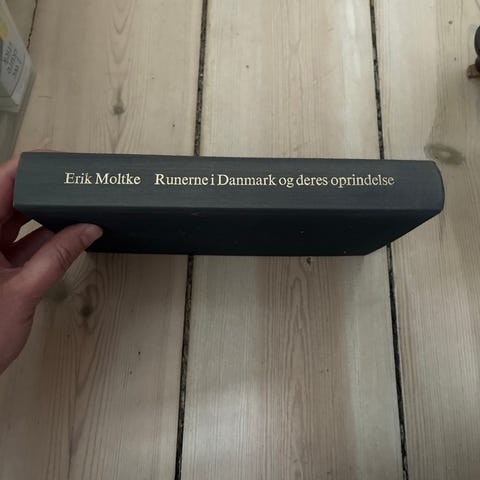 Erik Moltke Runerne i Danmark og deres oprindelse